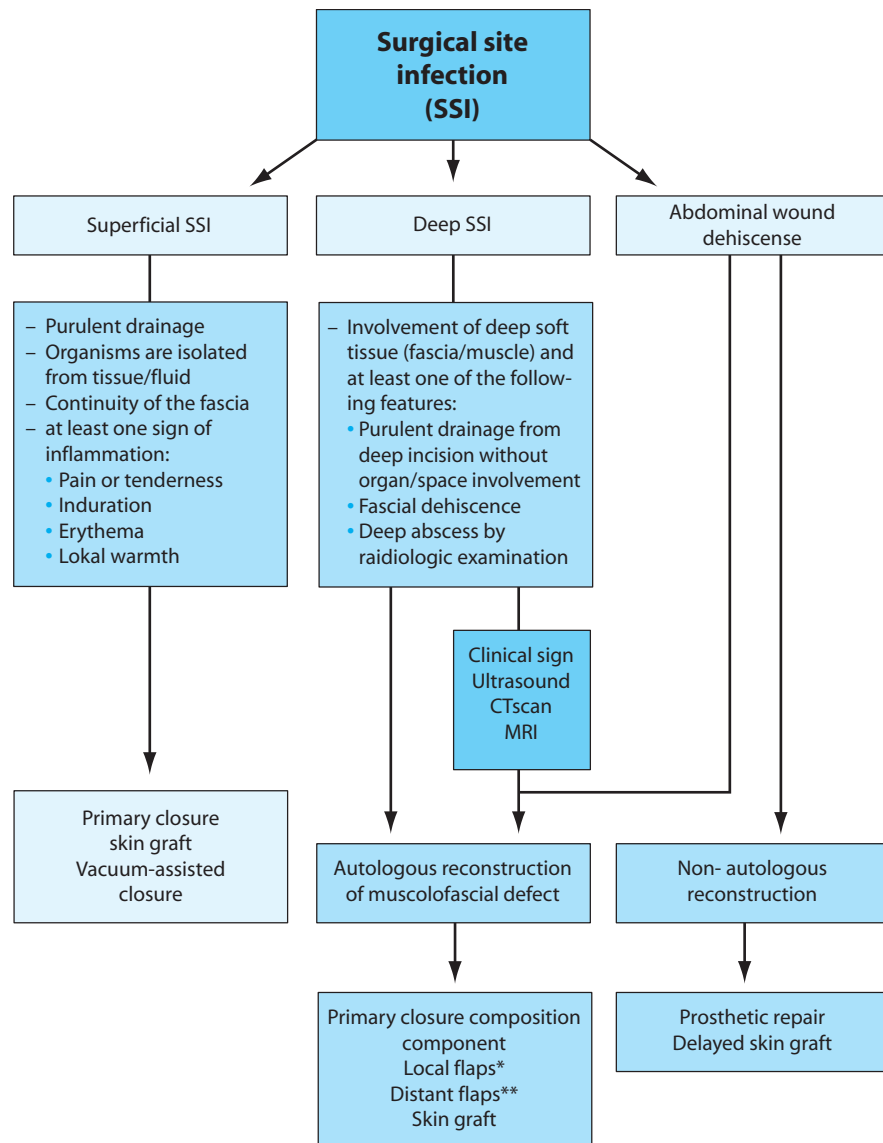 Surgical site
infection
(SSI)
Superficial SSI
Deep SSI
Abdominal wound
dehiscense
– Purulent drainage
– Organisms are isolated
from tissue/fluid
– Continuity of the fascia
– at least one sign of
inflammation:
• Pain or tenderness
• Induration
• Erythema
• Lokal warmth
– Involvement of deep soft
tissue (fascia/muscle) and
at least one of the follow-
ing features:
• Purulent drainage from
deep incision without
organ/space involvement
• Fascial dehiscence
• Deep abscess by
raidiologic examination
Clinical sign
Ultrasound
CTscan
MRI
Primary closure
skin graft
Vacuum-assisted
closure
Autologous reconstruction
of muscolofascial defect
Non- autologous
reconstruction
Primary closure composition
component
Local flaps*
Distant flaps**
Skin graft
Prosthetic repair
Delayed skin graft